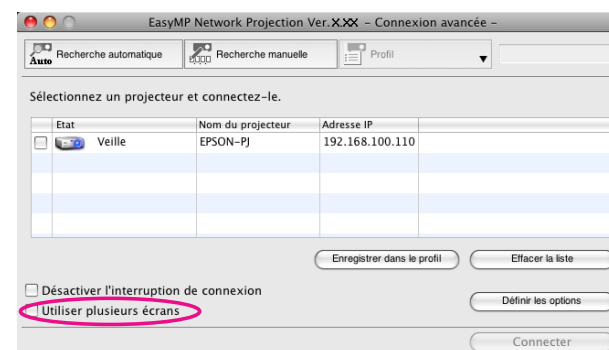 EasyMP Network Projection Ver.X.XX – Connexion avancée –
Auto Recherche automatique Recherche manuelle Profil
Sélectionnez un projecteur et connectez-le.
Etat Nom du projecteur Adresse IP
Veille EPSON-PJ 192.168.100.110
Enregistrer dans le profil Effacer la liste
Désactiver l'interruption de connexion
Définir les options
Utiliser plusieurs écrans
Connecter